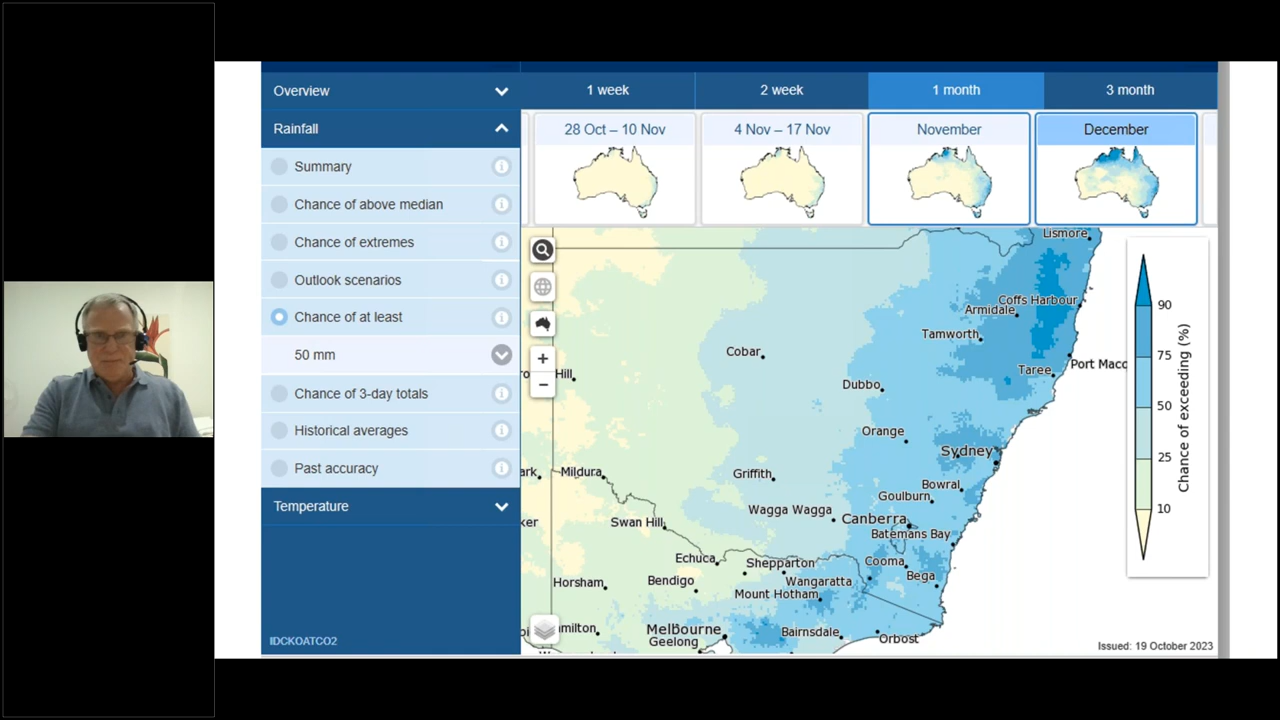 Overview
1 week
2 week
1 month
3 month
Rainfall
28 Oct – 10 Nov
4 Nov – 17 Nov
November
December
Summary
Chance of above median
Chance of extremes
Outlook scenarios
Chance of at least
50 mm
Chance of 3-day totals
Historical averages
Past accuracy
Temperature
IDCKOATCO2
Lismore
Coffs Harbour
Armidale
Tamworth
Cobar
Hill
Port Macc
Taree
Dubbo
Orange
Sydney
Mildura
Griffith
Bowral
Goulburn
Wagga Wagga
Canberra
Swan Hill
Batemans Bay
Echuca
Shepparton
Cooma
Bega
Horsham
Bendigo
Wangaratta
Mount Hotham
Melbourne
Bairnsdale
Orbost
Geelong
90
75
50
25
10
Chance of exceeding (%)
Issued: 19 October 2023